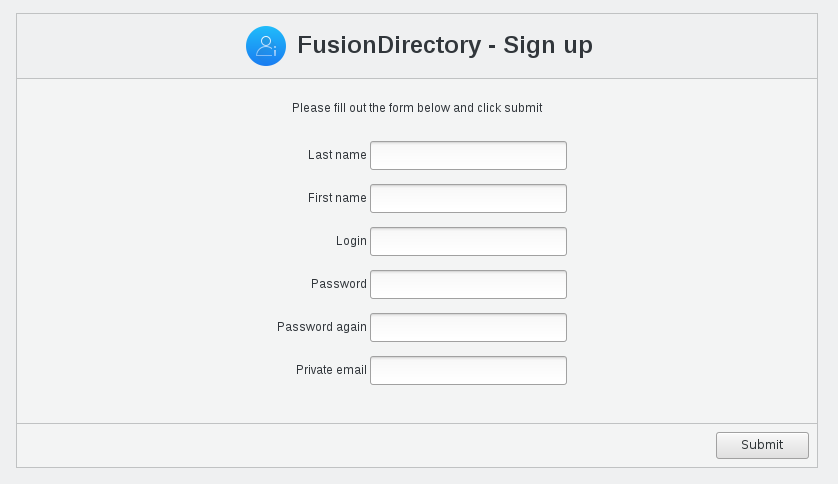 FusionDirectory - Sign up
Please fill out the form below and click submit
Last name
First name
Login
Password
Password again
Private email
Submit